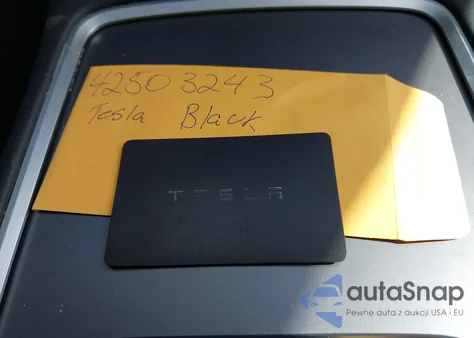 42503243
Tesla Black
TESLA
autaSnap
Pewne auta z aukcji USA i EU